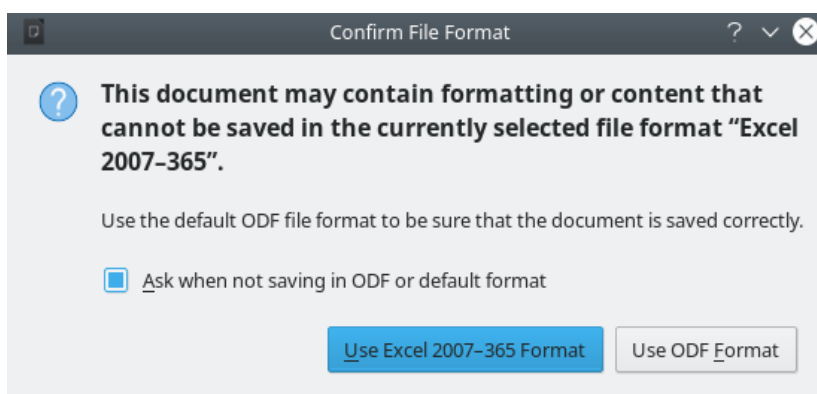 Confirm File Format
This document may contain formatting or content that
cannot be saved in the currently selected file format “Excel
2007–365”.
Use the default ODF file format to be sure that the document is saved correctly.
Ask when not saving in ODF or default format
Use Excel 2007–365 Format
Use ODF Format